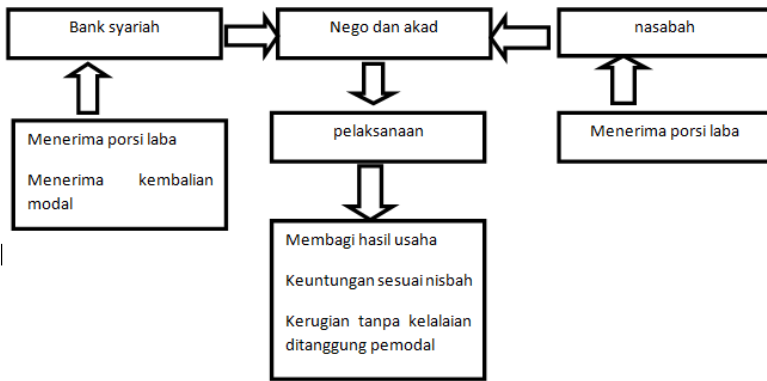 Bank syariah
Nego dan akad
nasabah
Menerima porsi laba
Menerima kembalian
modal
pelaksanaan
Menerima porsi laba
Membagi hasil usaha
Keuntungan sesuai nisbah
Kerugian tanpa kelalaian
ditanggung pemodal